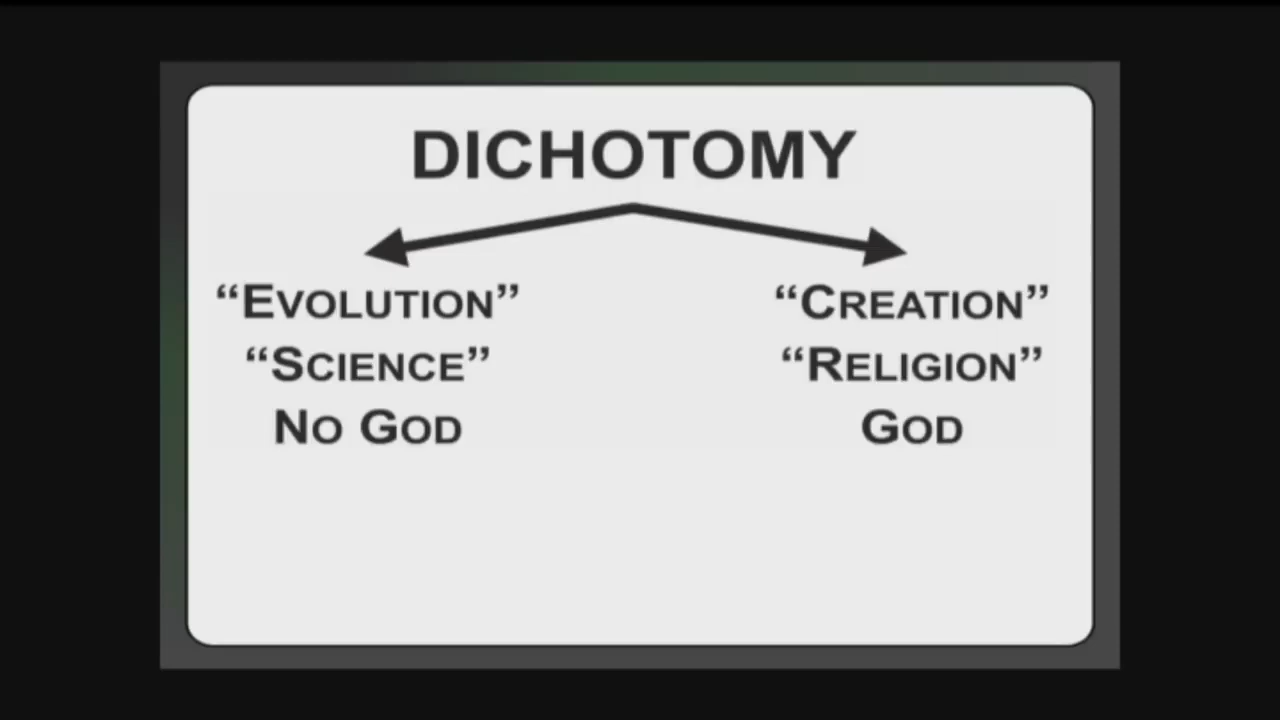 DICHOTOMY
“EVOLUTION” “CREATION”
“SCIENCE” “RELIGION”
NO GOD GOD